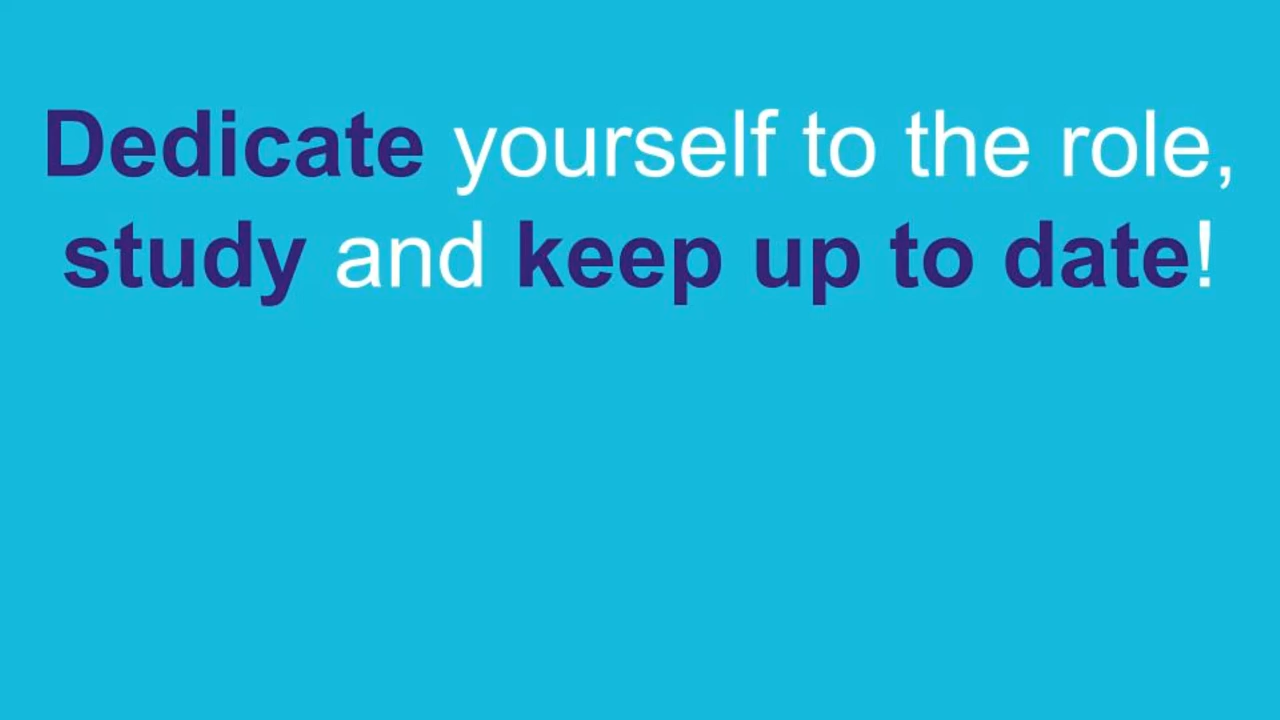 Dedicate yourself to the role,
study and keep up to date!